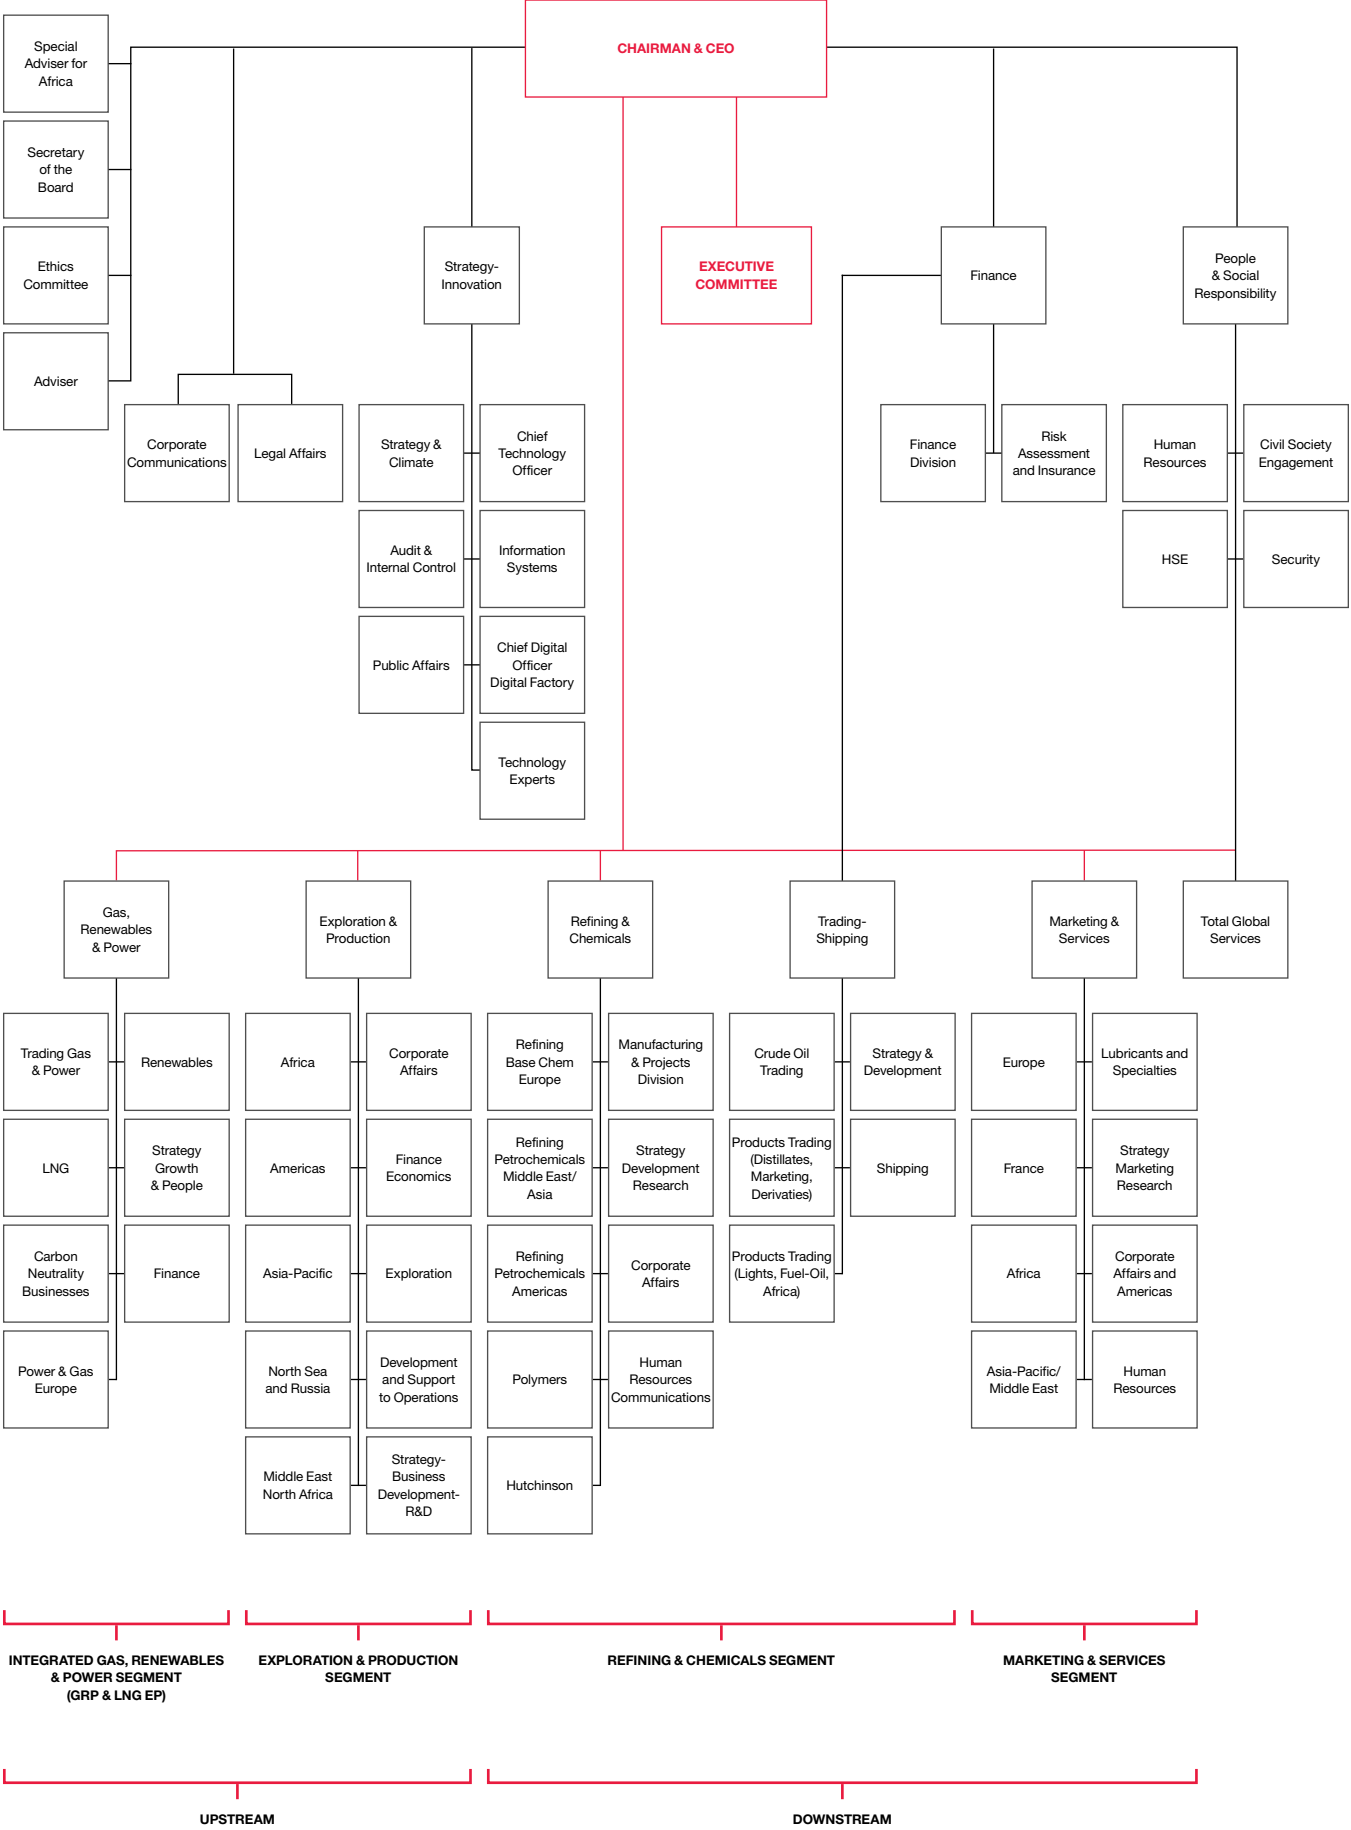 CHAIRMAN & CEO
Special
Adviser for
Africa
Secretary
of the
Board
Ethics
Committee
Adviser
Strategy-
Innovation
EXECUTIVE
COMMITTEE
Finance
People
& Social
Responsibility
Corporate
Communications
Legal Affairs
Strategy &
Climate
Chief
Technology
Officer
Audit &
Internal Control
Information
Systems
Public Affairs
Chief Digital
Officer
Digital Factory
Technology
Experts
Finance
Division
Risk
Assessment
and Insurance
Human
Resources
Civil Society
Engagement
HSE
Security
Gas,
Renewables
& Power
Exploration &
Production
Refining &
Chemicals
Trading-
Shipping
Marketing &
Services
Total Global
Services
Trading Gas
& Power
Renewables
LNG
Strategy
Growth
& People
Carbon
Neutrality
Businesses
Finance
Power & Gas
Europe
Africa
Corporate
Affairs
Americas
Finance
Economics
Asia-Pacific
Exploration
North Sea
and Russia
Development
and Support
to Operations
Middle East
North Africa
Strategy-
Business
Development-
R&D
Refining
Base Chem
Europe
Manufacturing
& Projects
Division
Refining
Petrochemicals
Middle East/
Asia
Strategy
Development
Research
Refining
Petrochemicals
Americas
Corporate
Affairs
Polymers
Human
Resources
Communications
Hutchinson
Crude Oil
Trading
Strategy &
Development
Products Trading
(Distillates,
Marketing,
Derivaties)
Shipping
Products Trading
(Lights, Fuel-Oil,
Africa)
Europe
Lubricants and
Specialties
France
Strategy
Marketing
Research
Africa
Corporate
Affairs and
Americas
Asia-Pacific/
Middle East
Human
Resources
INTEGRATED GAS, RENEWABLES
& POWER SEGMENT
(GRP & LNG EP)
EXPLORATION & PRODUCTION
SEGMENT
REFINING & CHEMICALS SEGMENT
MARKETING & SERVICES
SEGMENT
UPSTREAM
DOWNSTREAM